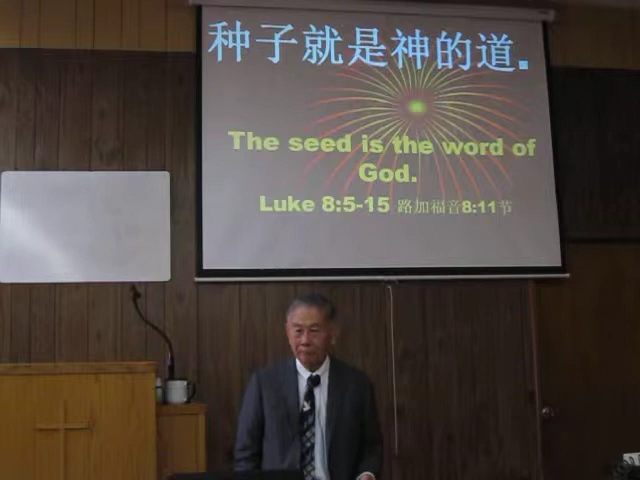 种子就是神的道.
The seed is the word of
God.
Luke 8:5-15 路加福音8:11节